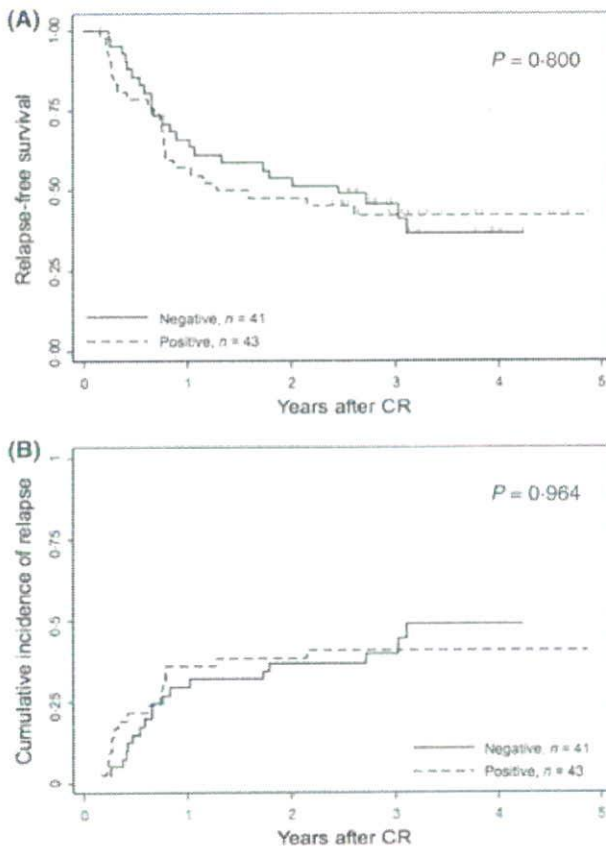 (A)
Relapse-free survival
1·00
0·75
0·50
0·25
0·00
P = 0·800
Negative, n = 41
Positive, n = 43
0 1 2 3 4 5
Years after CR
(B)
Cumulative incidence of relapse
1
0·75
0·5
0·25
0
P = 0·964
Negative, n = 41
Positive, n = 43
0 1 2 3 4 5
Years after CR